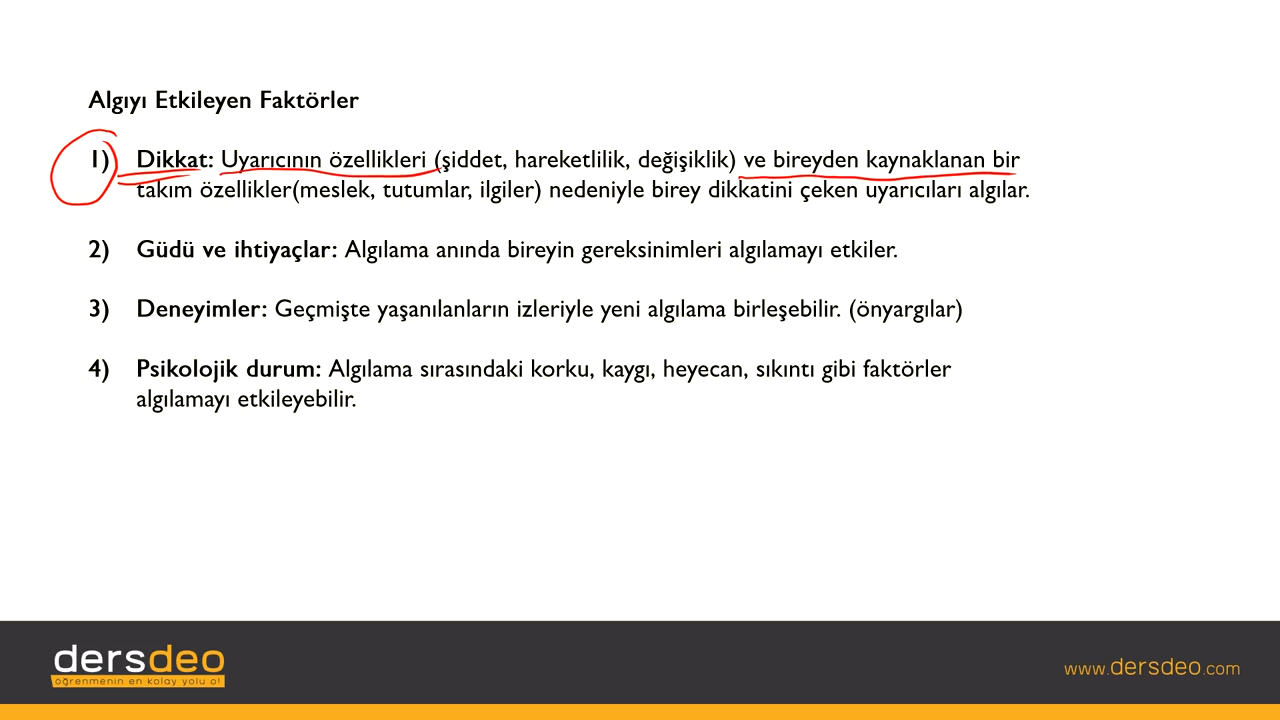 Algıyı Etkileyen Faktörler
1) Dikkat: Uyarıcının özellikleri (şiddet, hareketlilik, değişiklik) ve bireyden kaynaklanan bir
takım özellikler(meslek, tutumlar, ilgiler) nedeniyle birey dikkatini çeken uyarıcıları algılar.
2) Güdü ve ihtiyaçlar: Algılama anında bireyin gereksinimleri algılamayı etkiler.
3) Deneyimler: Geçmişte yaşanılanların izleriyle yeni algılama birleşebilir. (önyargılar)
4) Psikolojik durum: Algılama sırasındaki korku, kaygı, heyecan, sıkıntı gibi faktörler
algılamayı etkileyebilir.
dersdeo
öğrenmenin en kolay yolu o!
www.dersdeo.com